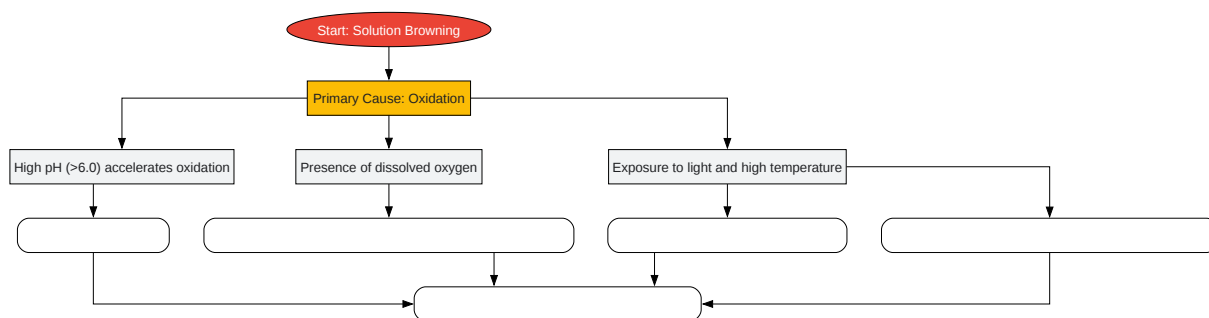 Start: Solution Browning
Primary Cause: Oxidation
High pH (>6.0) accelerates oxidation
Presence of dissolved oxygen
Exposure to light and high temperature